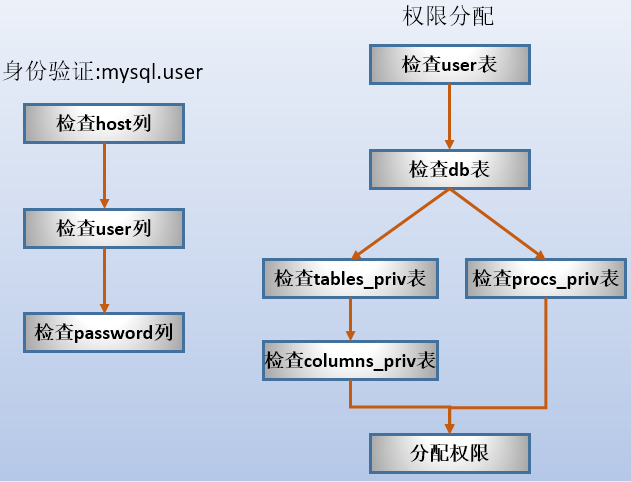 身份验证:mysql.user
检查host列
检查user列
检查password列
权限分配
检查user表
检查db表
检查tables_priv表
检查procs_priv表
检查columns_priv表
分配权限